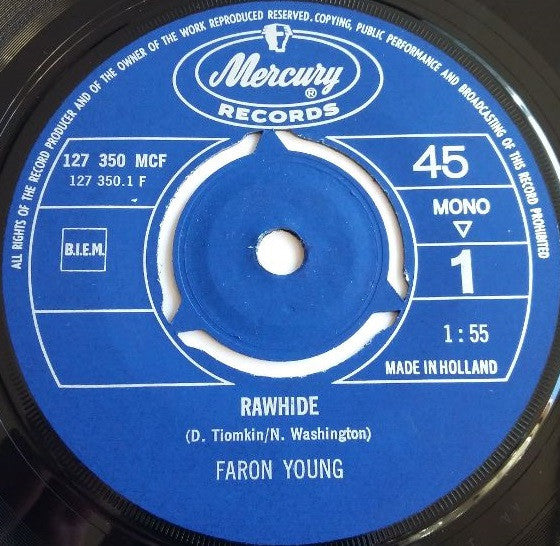 ALL RIGHTS OF THE RECORD PRODUCER AND OF THE OWNER OF THE WORK REPRODUCED RESERVED. COPYING, PUBLIC PERFORMANCE AND BROADCASTING OF THIS RECORD PROHIBITED
Mercury
®
RECORDS
127 350 MCF
127 350.1 F
B.I.E.M.
45
MONO
1
1:55
MADE IN HOLLAND
RAWHIDE
(D. Tiomkin/N. Washington)
FARON YOUNG